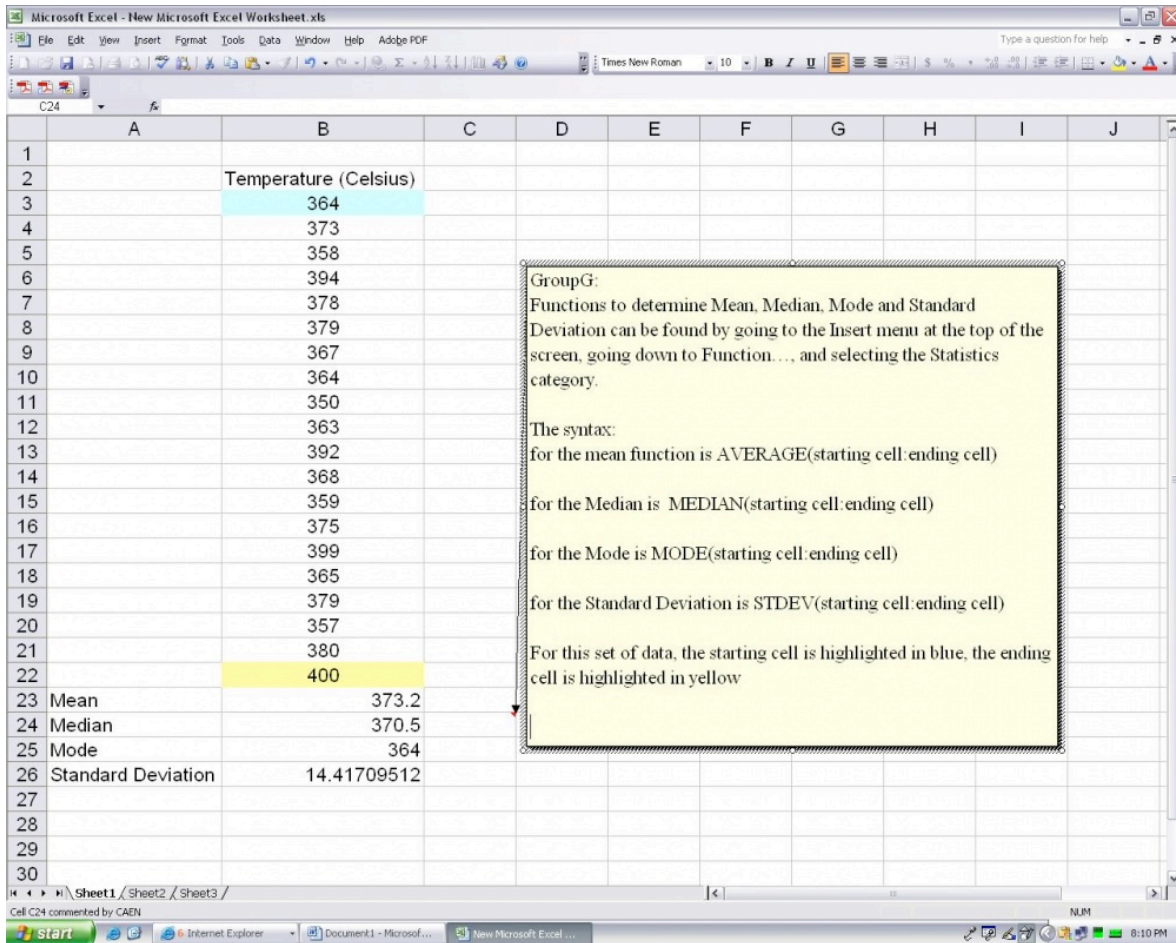 Microsoft Excel - New Microsoft Excel Worksheet.xls
File Edit View Insert Format Tools Data Window Help Adobe PDF Type a question for help
Times New Roman 10 B I U $ % A
C24 fx
A B C D E F G H I J
1
2 Temperature (Celsius)
3 364
4 373
5 358
6 394
7 378
8 379
9 367
10 364
11 350
12 363
13 392
14 368
15 359
16 375
17 399
18 365
19 379
20 357
21 380
22 400
23 Mean 373.2
24 Median 370.5
25 Mode 364
26 Standard Deviation 14.41709512
27
28
29
30
GroupG:
Functions to determine Mean, Median, Mode and Standard
Deviation can be found by going to the Insert menu at the top of the
screen, going down to Function…, and selecting the Statistics
category.
The syntax:
for the mean function is AVERAGE(starting cell:ending cell)
for the Median is MEDIAN(starting cell:ending cell)
for the Mode is MODE(starting cell:ending cell)
for the Standard Deviation is STDEV(starting cell:ending cell)
For this set of data, the starting cell is highlighted in blue, the ending
cell is highlighted in yellow
Sheet1 / Sheet2 / Sheet3 /
Cell C24 commented by CAEN NUM
start 6 Internet Explorer Document1 - Microsof... New Microsoft Excel ... 8:10 PM